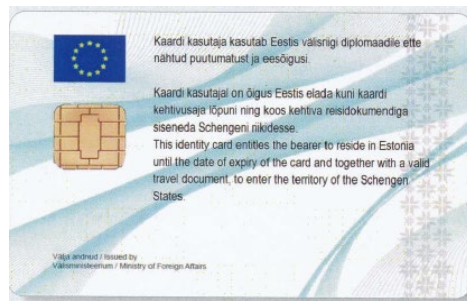 Kaardi kasutaja kasutab Eestis välisriigi diplomaadile ette
nähtud puutumatust ja eesõigusi.
Kaardi kasutajal on õigus Eestis elada kuni kaardi
kehtivusaja lõpuni ning koos kehtiva reisidokumendiga
siseneda Schengeni riikidesse.
This identity card entitles the bearer to reside in Estonia
until the date of expiry of the card and together with a valid
travel document, to enter the territory of the Schengen
States.
Välja andnud / Issued by
Välisministeerium / Ministry of Foreign Affairs